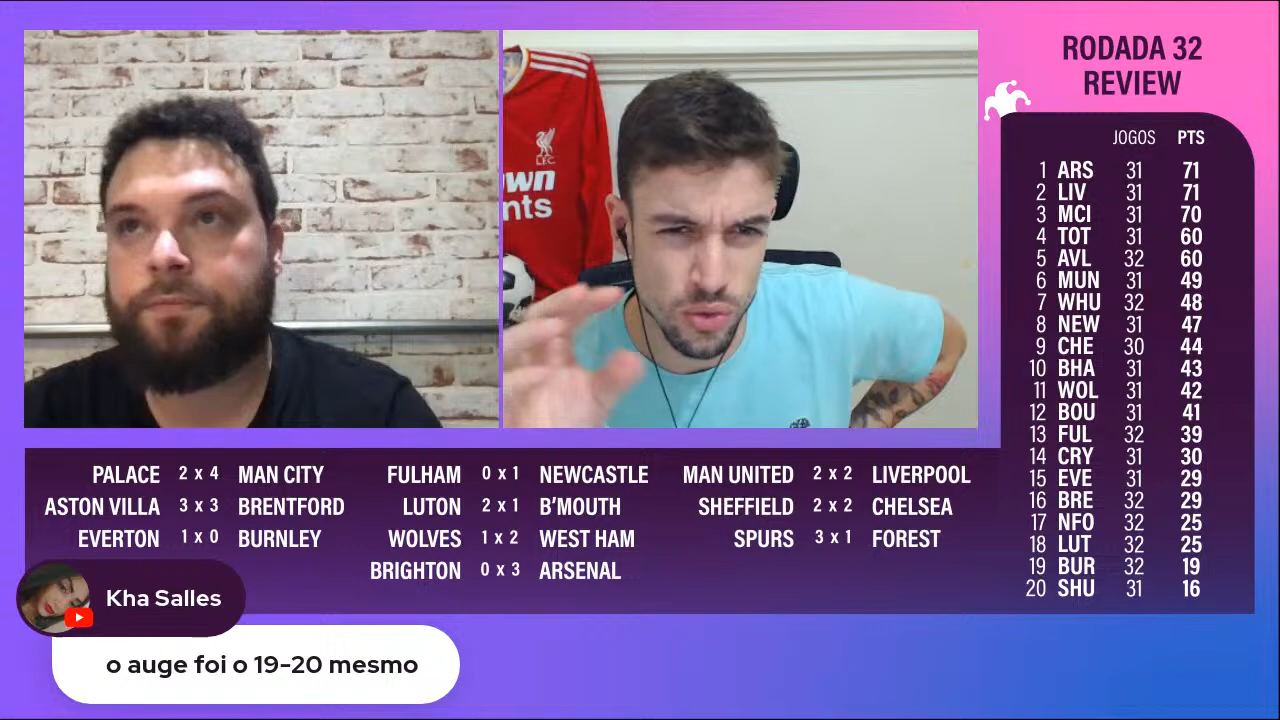 RODADA 32
REVIEW
JOGOS PTS
1 ARS 31 71
2 LIV 31 71
3 MCI 31 70
4 TOT 31 60
5 AVL 32 60
6 MUN 31 49
7 WHU 32 48
8 NEW 31 47
9 CHE 30 44
10 BHA 31 43
11 WOL 31 42
12 BOU 31 41
13 FUL 32 39
14 CRY 31 30
15 EVE 31 29
16 BRE 32 29
17 NFO 32 25
18 LUT 32 25
19 BUR 32 19
20 SHU 31 16
L.F.C.
wn
nts
PALACE 2 x 4 MAN CITY
ASTON VILLA 3 x 3 BRENTFORD
EVERTON 1 x 0 BURNLEY
FULHAM 0 x 1 NEWCASTLE
LUTON 2 x 1 B'MOUTH
WOLVES 1 x 2 WEST HAM
BRIGHTON 0 x 3 ARSENAL
MAN UNITED 2 x 2 LIVERPOOL
SHEFFIELD 2 x 2 CHELSEA
SPURS 3 x 1 FOREST
Kha Salles
o auge foi o 19-20 mesmo